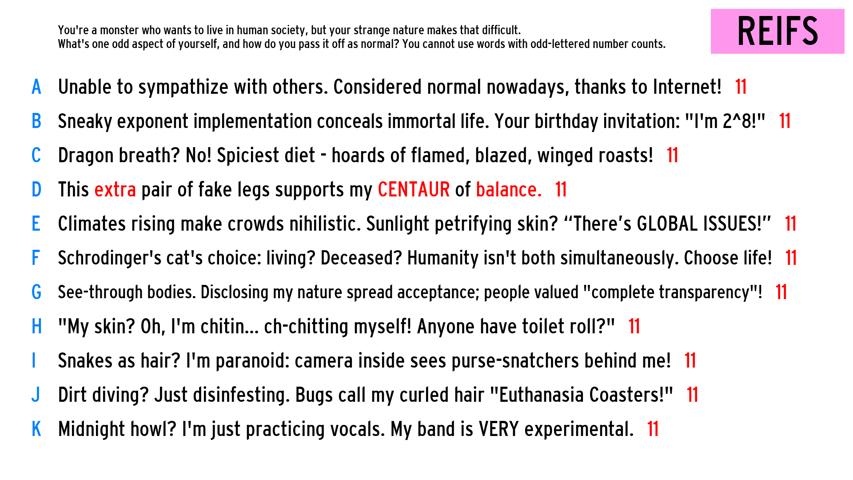 You're a monster who wants to live in human society, but your strange nature makes that difficult.
What's one odd aspect of yourself, and how do you pass it off as normal? You cannot use words with odd-lettered number counts.
REIFS
A Unable to sympathize with others. Considered normal nowadays, thanks to Internet! 11
B Sneaky exponent implementation conceals immortal life. Your birthday invitation: "I'm 2^8!" 11
C Dragon breath? No! Spiciest diet - hoards of flamed, blazed, winged roasts! 11
D This extra pair of fake legs supports my CENTAUR of balance. 11
E Climates rising make crowds nihilistic. Sunlight petrifying skin? “There’s GLOBAL ISSUES!” 11
F Schrodinger's cat's choice: living? Deceased? Humanity isn't both simultaneously. Choose life! 11
G See-through bodies. Disclosing my nature spread acceptance; people valued "complete transparency"! 11
H "My skin? Oh, I'm chitin... ch-chitting myself! Anyone have toilet roll?" 11
I Snakes as hair? I'm paranoid: camera inside sees purse-snatchers behind me! 11
J Dirt diving? Just disinfesting. Bugs call my curled hair "Euthanasia Coasters!" 11
K Midnight howl? I'm just practicing vocals. My band is VERY experimental. 11